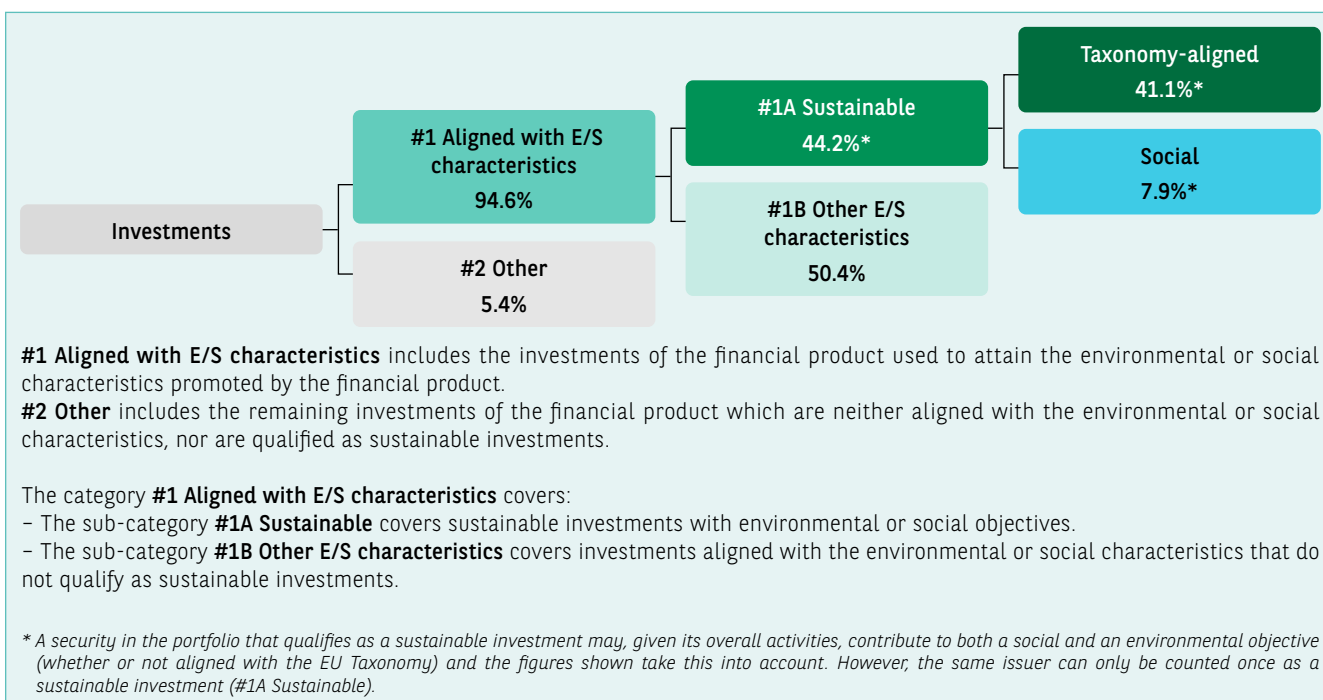 Taxonomy-aligned
41.1%*
#1A Sustainable
44.2%*
#1 Aligned with E/S
characteristics
94.6%
Social
7.9%*
#1B Other E/S
characteristics
50.4%
Investments
#2 Other
5.4%
#1 Aligned with E/S characteristics includes the investments of the financial product used to attain the environmental or social
characteristics promoted by the financial product.
#2 Other includes the remaining investments of the financial product which are neither aligned with the environmental or social
characteristics, nor are qualified as sustainable investments.
The category #1 Aligned with E/S characteristics covers:
– The sub-category #1A Sustainable covers sustainable investments with environmental or social objectives.
– The sub-category #1B Other E/S characteristics covers investments aligned with the environmental or social characteristics that do
not qualify as sustainable investments.
* A security in the portfolio that qualifies as a sustainable investment may, given its overall activities, contribute to both a social and an environmental objective
(whether or not aligned with the EU Taxonomy) and the figures shown take this into account. However, the same issuer can only be counted once as a
sustainable investment (#1A Sustainable).